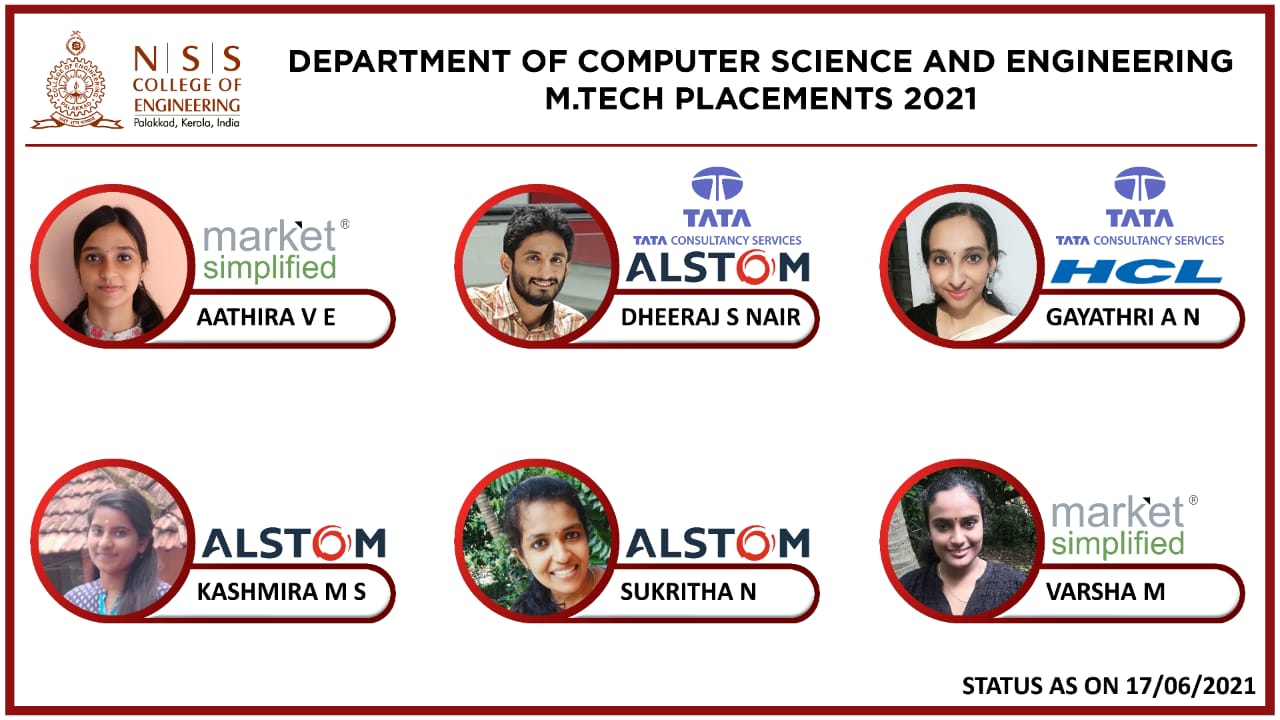 N|S|S
COLLEGE OF
ENGINEERING
Palakkad, Kerala, India
DEPARTMENT OF COMPUTER SCIENCE AND ENGINEERING
M.TECH PLACEMENTS 2021
market®
simplified
AATHIRA V E
TATA
TATA CONSULTANCY SERVICES
ALSTOM
DHEERAJ S NAIR
TATA
TATA CONSULTANCY SERVICES
HCL
GAYATHRI A N
ALSTOM
KASHMIRA M S
ALSTOM
SUKRITHA N
market®
simplified
VARSHA M
STATUS AS ON 17/06/2021